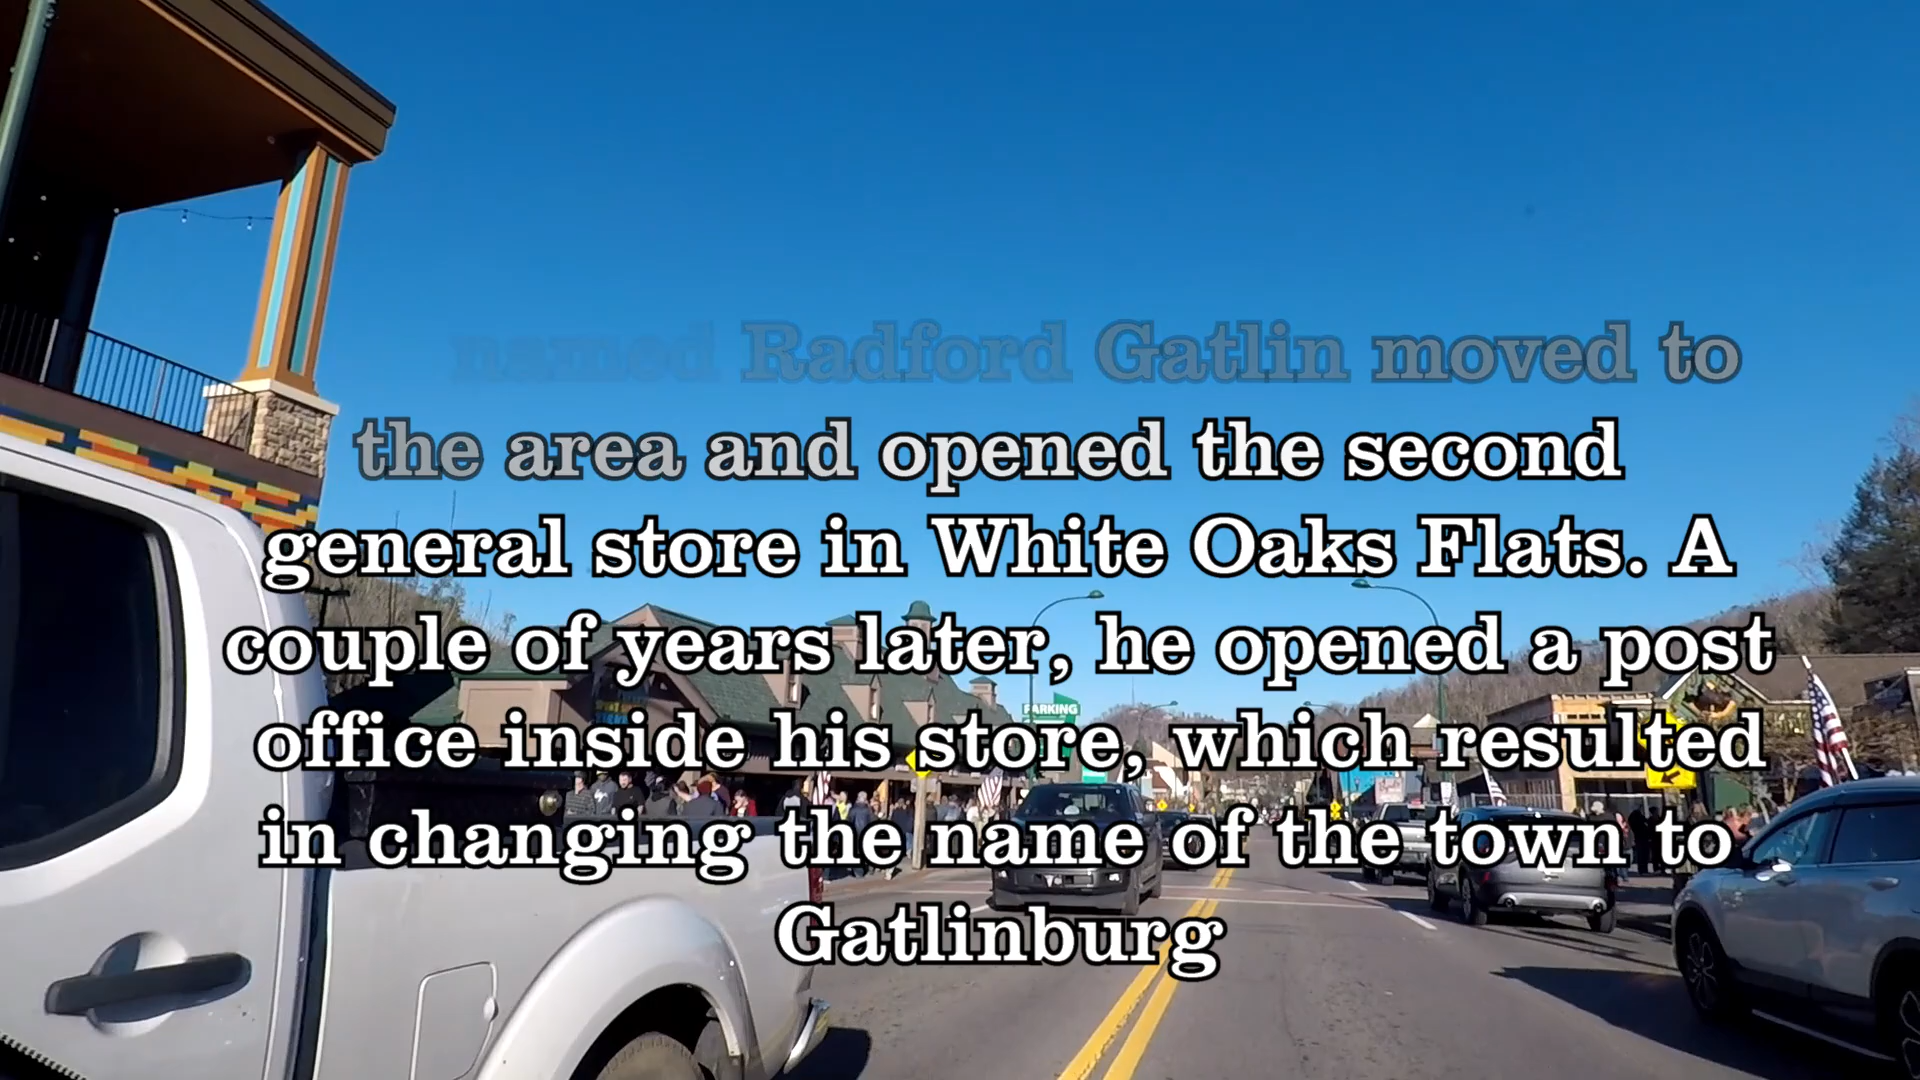 named Radford Gatlin moved to
the area and opened the second
general store in White Oaks Flats. A
couple of years later, he opened a post
office inside his store, which resulted
in changing the name of the town to
Gatlinburg
PARKING